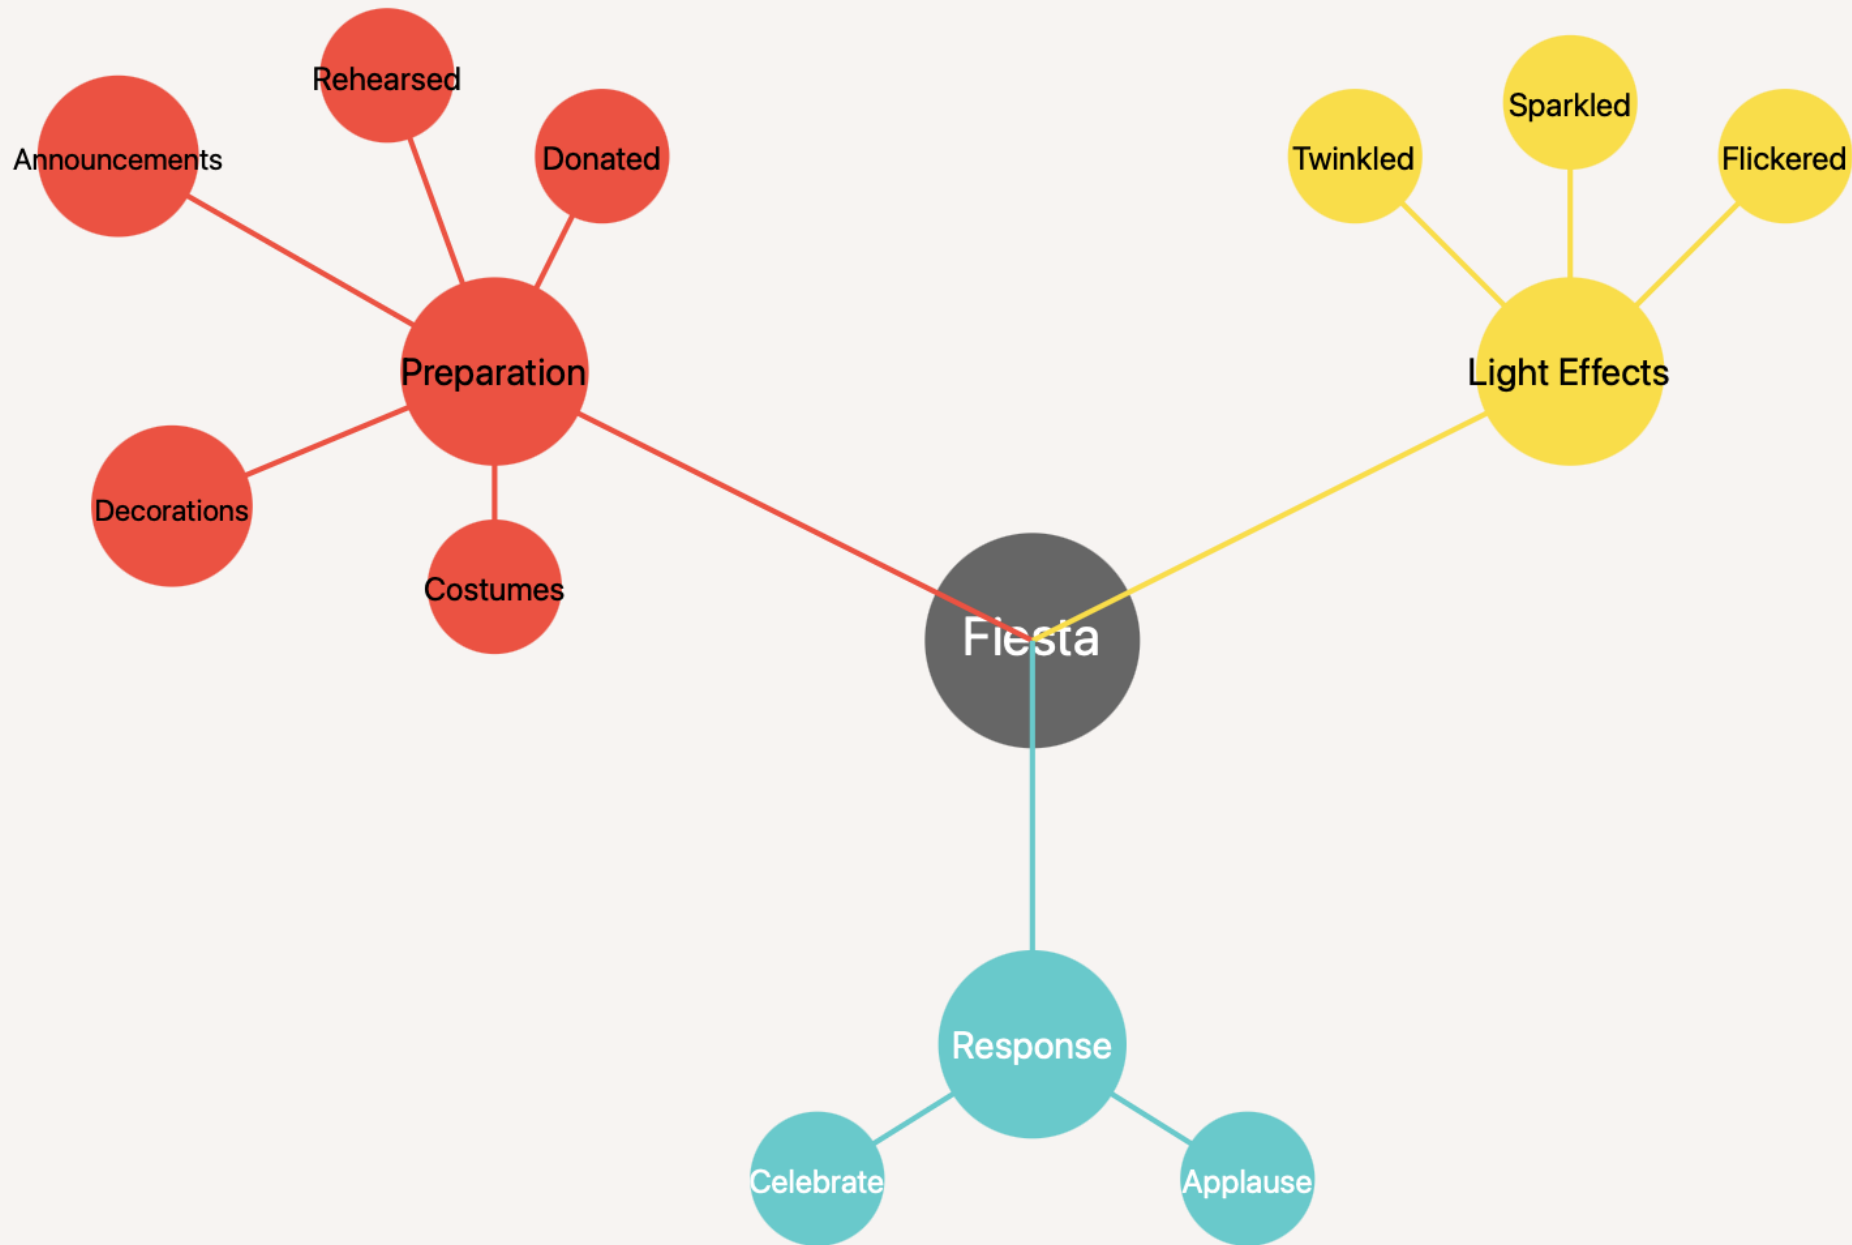 Rehearsed
Announcements
Donated
Preparation
Decorations
Costumes
Twinkled
Sparkled
Flickered
Light Effects
Fiesta
Response
Celebrate
Applause